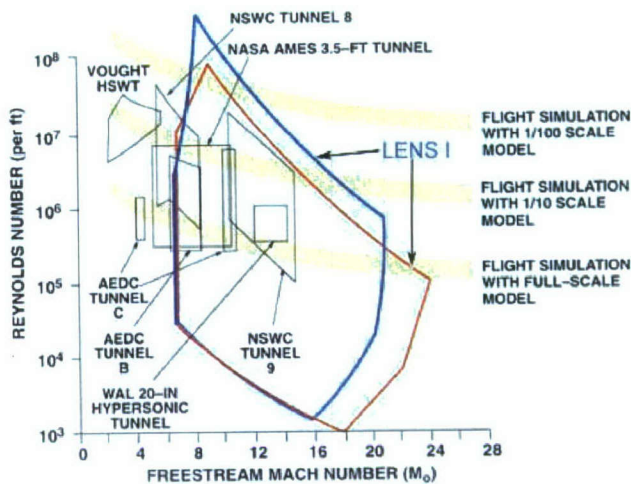 NSWC TUNNEL 8
NASA AMES 3.5–FT TUNNEL
VOUGHT
HSWT
10⁸
10⁷
10⁶
10⁵
10⁴
10³
REYNOLDS NUMBER (per ft)
FLIGHT SIMULATION
WITH 1/100 SCALE
MODEL
LENS I
FLIGHT SIMULATION
WITH 1/10 SCALE
MODEL
FLIGHT SIMULATION
WITH FULL–SCALE
MODEL
AEDC
TUNNEL
C
AEDC
TUNNEL
B
NSWC
TUNNEL
9
WAL 20–IN
HYPERSONIC
TUNNEL
0 4 8 12 16 20 24 28
FREESTREAM MACH NUMBER (Mₒ)